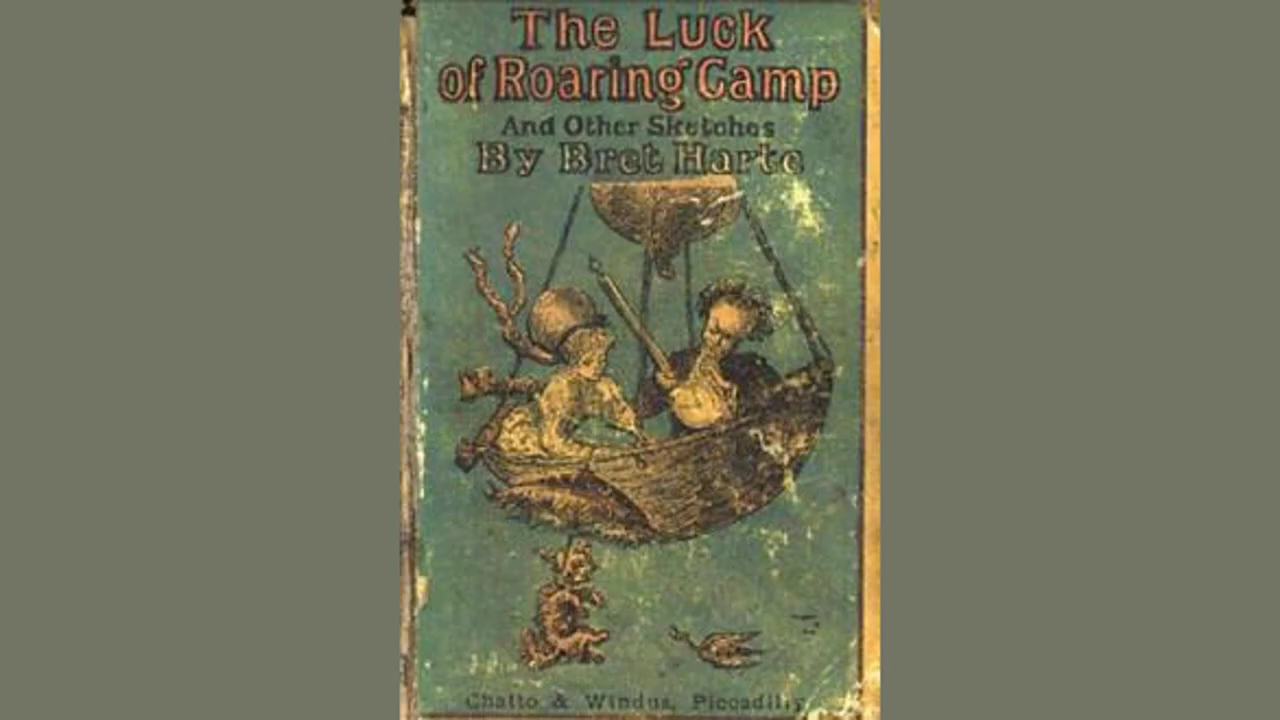 The Luck
of Roaring Camp
And Other Sketches
By Bret Harte
Chatto & Windus, Piccadilly